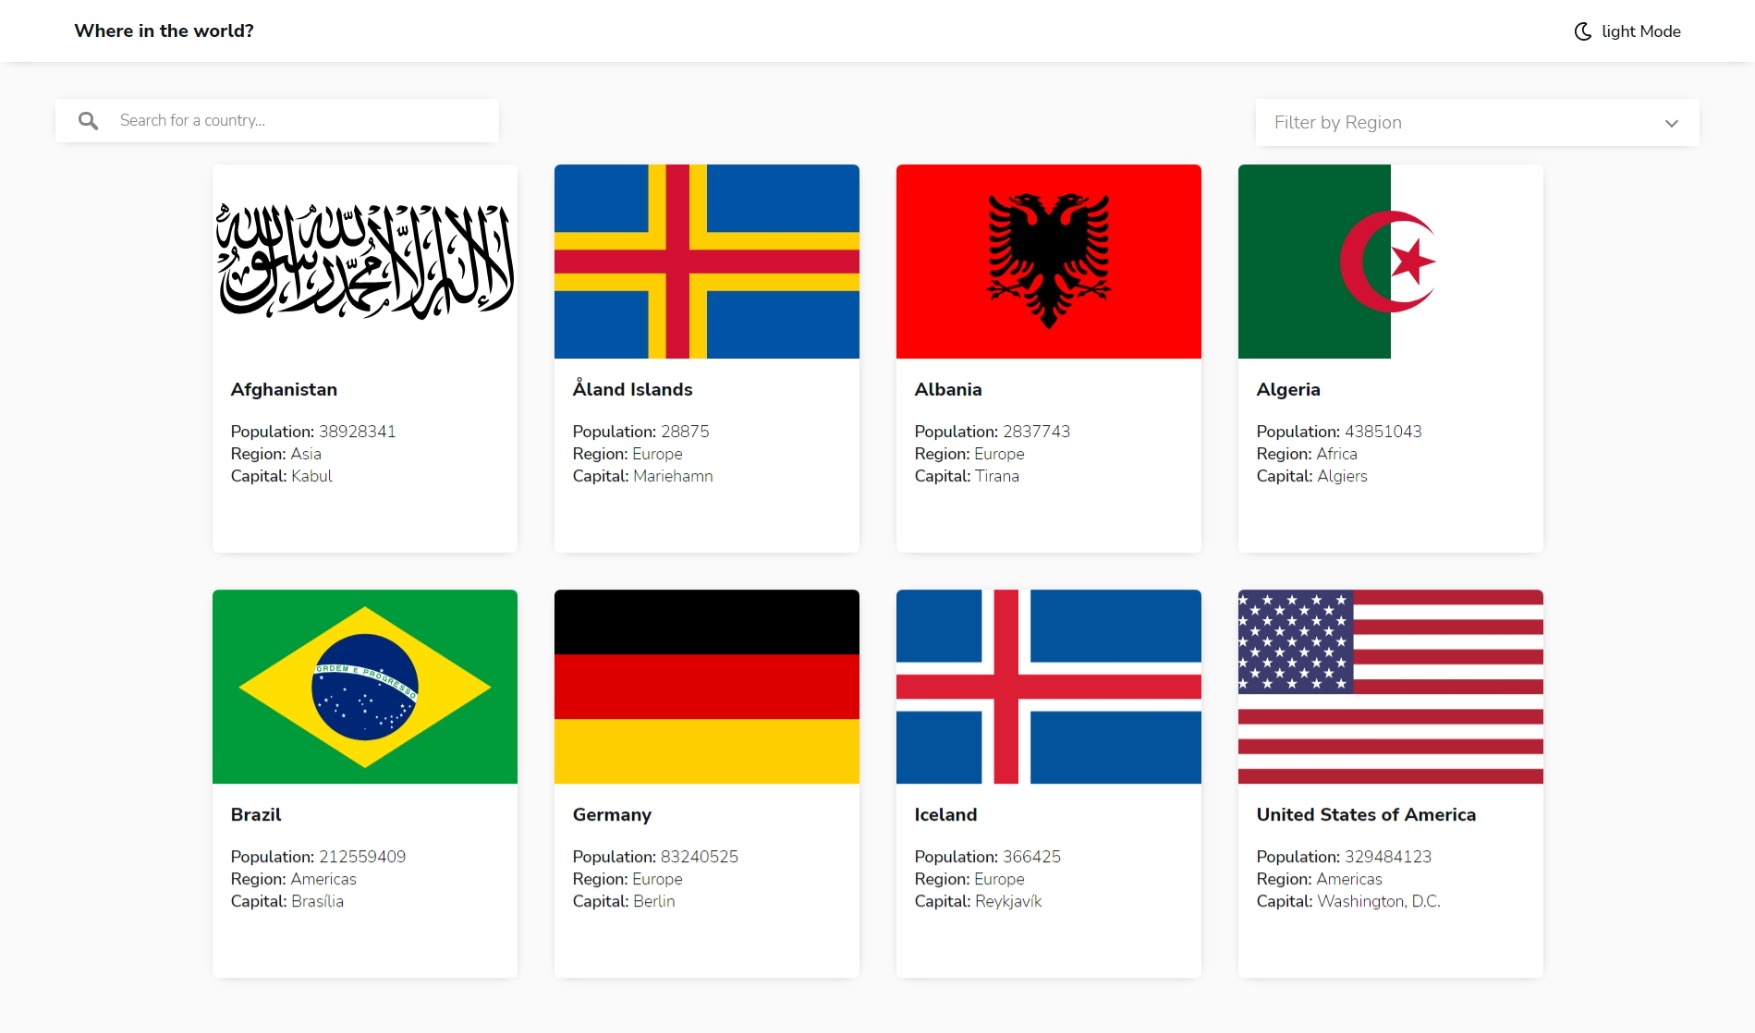 Where in the world?
light Mode
Search for a country...
Filter by Region
لا إله إلا الله محمد رسول الله
Afghanistan
Population: 38928341
Region: Asia
Capital: Kabul
Åland Islands
Population: 28875
Region: Europe
Capital: Mariehamn
Albania
Population: 2837743
Region: Europe
Capital: Tirana
Algeria
Population: 43851043
Region: Africa
Capital: Algiers
ORDEM E PROGRESSO
Brazil
Population: 212559409
Region: Americas
Capital: Brasília
Germany
Population: 83240525
Region: Europe
Capital: Berlin
Iceland
Population: 366425
Region: Europe
Capital: Reykjavík
United States of America
Population: 329484123
Region: Americas
Capital: Washington, D.C.